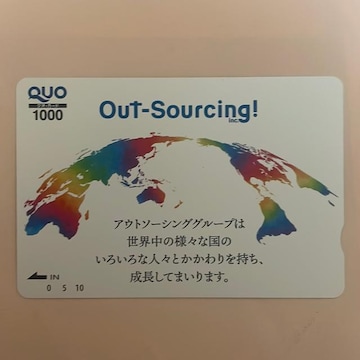 QUO
クオ・カード
1000
Out-Sourcing!
inc.
アウトソーシンググループは
世界中の様々な国の
いろいろな人々とかかわりを持ち、
成長してまいります。
IN
0 5 10